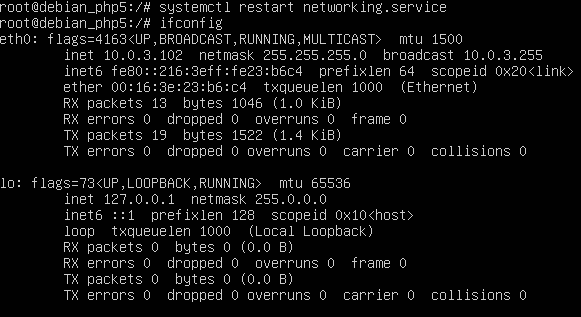 root@debian_php5:/# systemctl restart networking.service
root@debian_php5:/# ifconfig
eth0: flags=4163<UP,BROADCAST,RUNNING,MULTICAST>  mtu 1500
        inet 10.0.3.102  netmask 255.255.255.0  broadcast 10.0.3.255
        inet6 fe80::216:3eff:fe23:b6c4  prefixlen 64  scopeid 0x20<link>
        ether 00:16:3e:23:b6:c4  txqueuelen 1000  (Ethernet)
        RX packets 13  bytes 1046 (1.0 KiB)
        RX errors 0  dropped 0  overruns 0  frame 0
        TX packets 19  bytes 1522 (1.4 KiB)
        TX errors 0  dropped 0 overruns 0  carrier 0  collisions 0
lo: flags=73<UP,LOOPBACK,RUNNING>  mtu 65536
        inet 127.0.0.1  netmask 255.0.0.0
        inet6 ::1  prefixlen 128  scopeid 0x10<host>
        loop  txqueuelen 1000  (Local Loopback)
        RX packets 0  bytes 0 (0.0 B)
        RX errors 0  dropped 0  overruns 0  frame 0
        TX packets 0  bytes 0 (0.0 B)
        TX errors 0  dropped 0 overruns 0  carrier 0  collisions 0